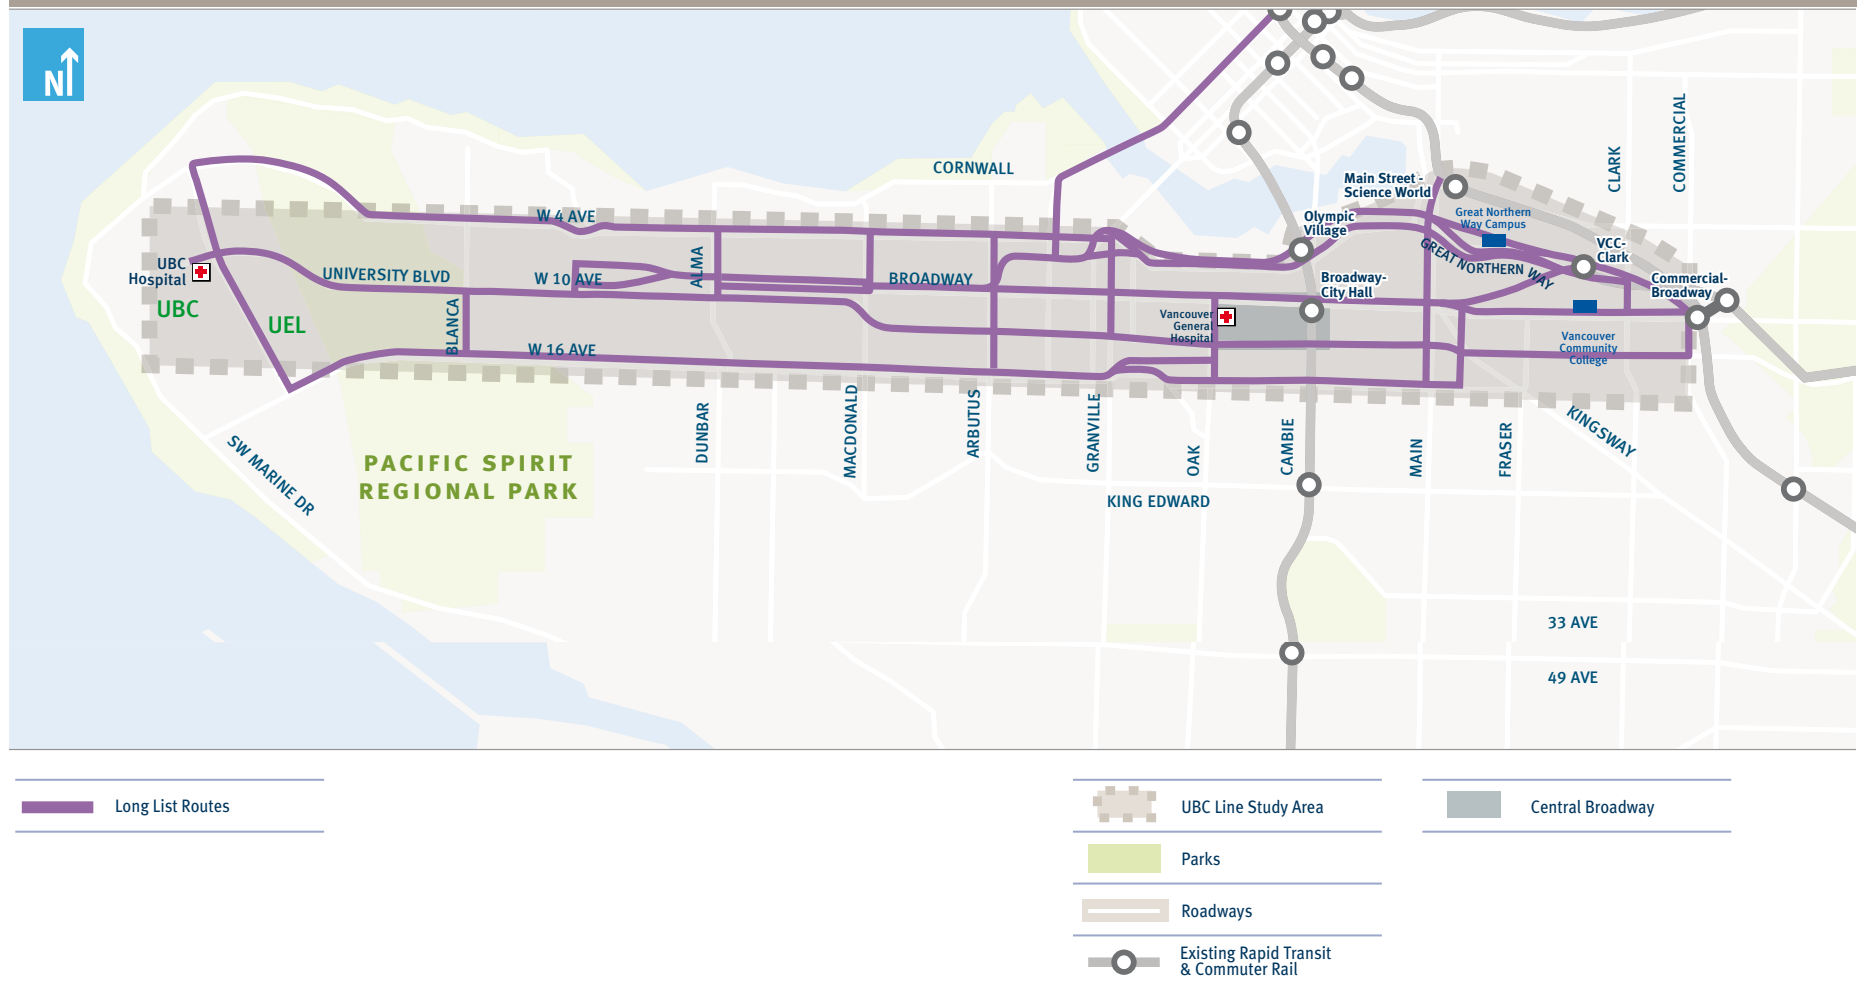 N
CORNWALL
CLARK
COMMERCIAL
Main Street -
Science World
W 4 AVE
Olympic
Village
Great Northern
Way Campus
VCC-
Clark
GREAT NORTHERN WAY
UBC
Hospital
UNIVERSITY BLVD
W 10 AVE
ALMA
BROADWAY
Broadway-
City Hall
Commercial-
Broadway
UBC
UEL
BLANCA
Vancouver
General
Hospital
W 16 AVE
Vancouver
Community
College
SW MARINE DR
PACIFIC SPIRIT
REGIONAL PARK
DUNBAR
MACDONALD
ARBUTUS
GRANVILLE
OAK
CAMBIE
MAIN
FRASER
KINGSWAY
KING EDWARD
33 AVE
49 AVE
Long List Routes
UBC Line Study Area
Central Broadway
Parks
Roadways
Existing Rapid Transit
& Commuter Rail